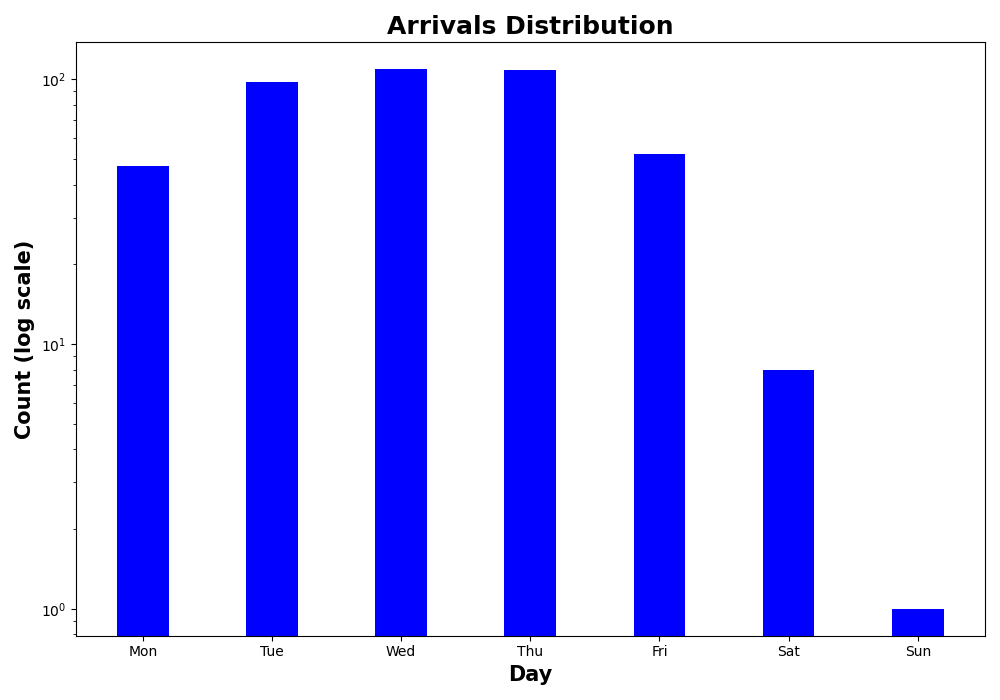 Arrivals Distribution
Count (log scale)
10²
10¹
10⁰
Mon Tue Wed Thu Fri Sat Sun
Day